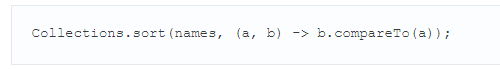 Collections.sort(names, (a, b) -> b.compareTo(a));